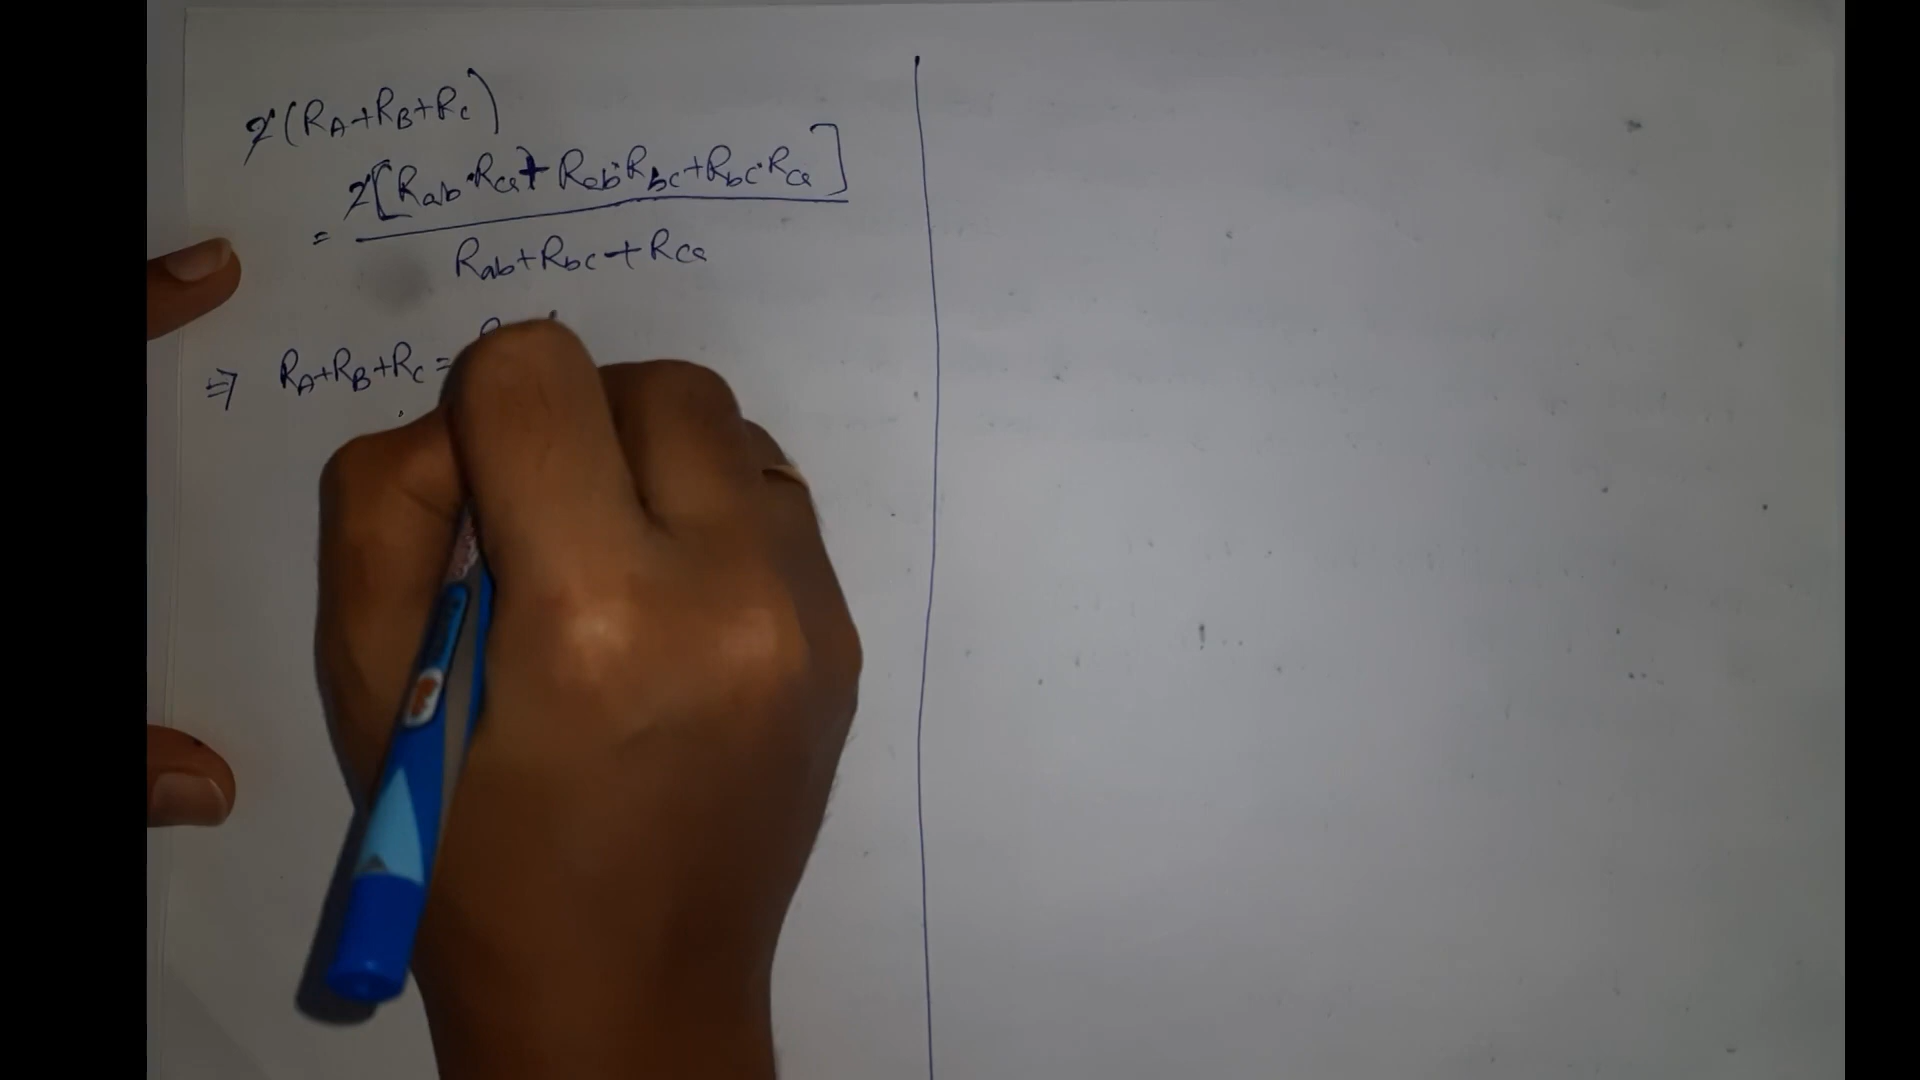 2(RA+RB+RC)
= 2[Rab·Rca+Rab·Rbc+Rbc·Rca]
Rab+Rbc+Rca
⇒ RA+RB+RC =